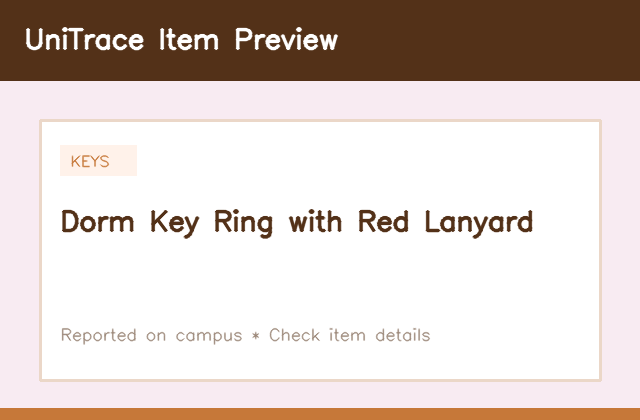 UniTrace Item Preview
KEYS
Dorm Key Ring with Red Lanyard
Reported on campus * Check item details